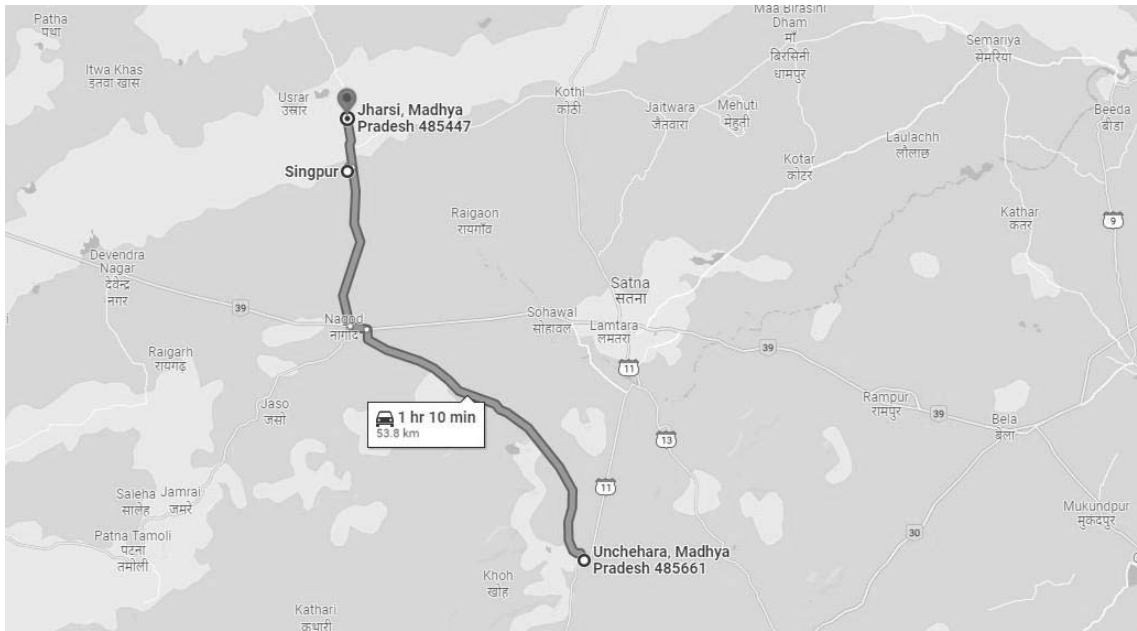 Patha
पथा
Itwa Khas
इतवा खास
Usrar
उसरार
Jharsi, Madhya
Pradesh 485447
Singpur
Kothi
कोठी
Jaitwara
जैतवारा
Mehuti
मेहुती
Maa Birasini
Dham
माँ
बिरसिनी
धामपुर
Semariya
सेमरिया
Beeda
बीडा
Laulachh
लौलाछ
Kotar
कोटर
Kathar
कतर
9
Raigaon
रायगाँव
Devendra
Nagar
देवेन्द्र
नगर
39
Satna
सतना
Nagod
नागोद
Sohawal
सोहावल
Lamtara
लमतरा
Raigarh
रायगढ़
11
39
Jaso
जसो
1 hr 10 min
53.8 km
Rampur
रामपुर
39
Bela
बेला
13
Saleha
सालेह
Jamrai
जमरे
11
Mukundpur
मुकुंदपुर
Patna Tamoli
पटना
तमोली
30
Unchehara, Madhya
Pradesh 485661
Khoh
खोह
Kathari
कथारी